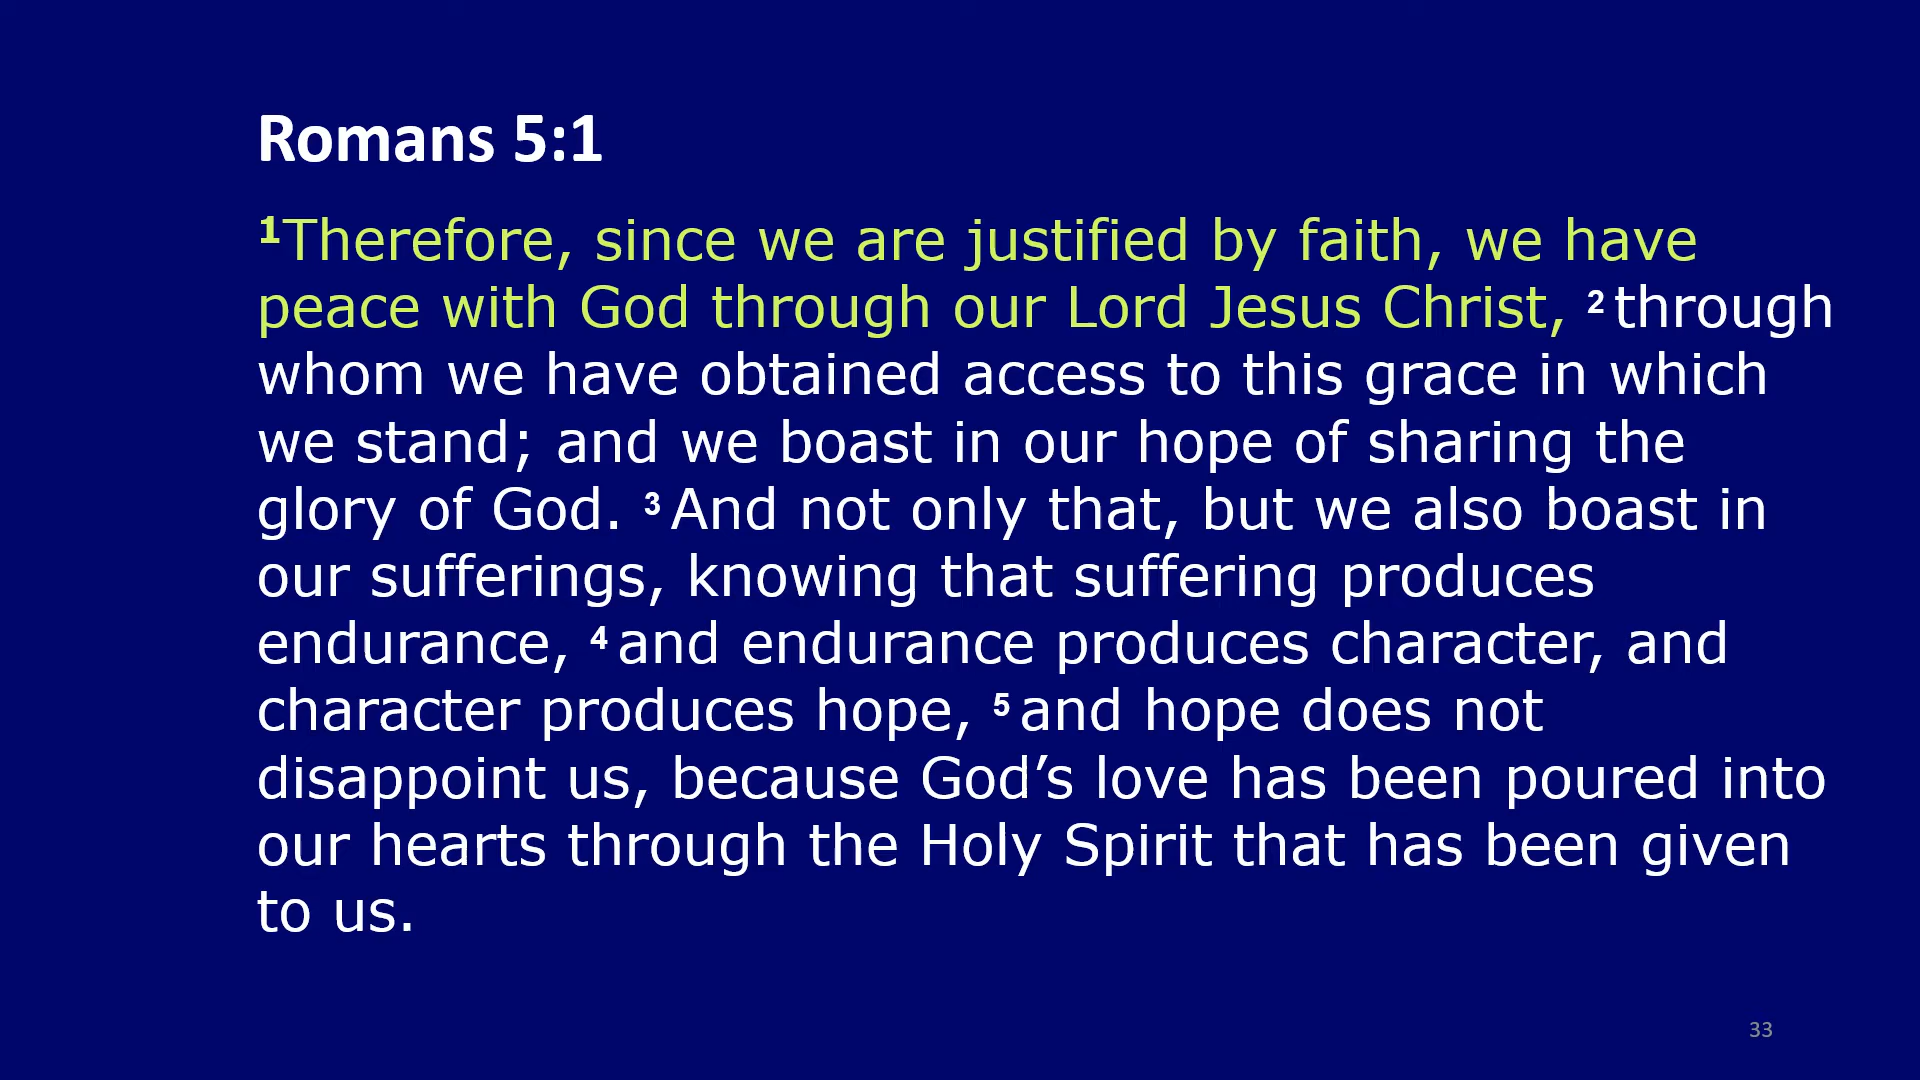 Romans 5:1
¹Therefore, since we are justified by faith, we have
peace with God through our Lord Jesus Christ, ² through
whom we have obtained access to this grace in which
we stand; and we boast in our hope of sharing the
glory of God. ³ And not only that, but we also boast in
our sufferings, knowing that suffering produces
endurance, ⁴ and endurance produces character, and
character produces hope, ⁵ and hope does not
disappoint us, because God’s love has been poured into
our hearts through the Holy Spirit that has been given
to us.
33